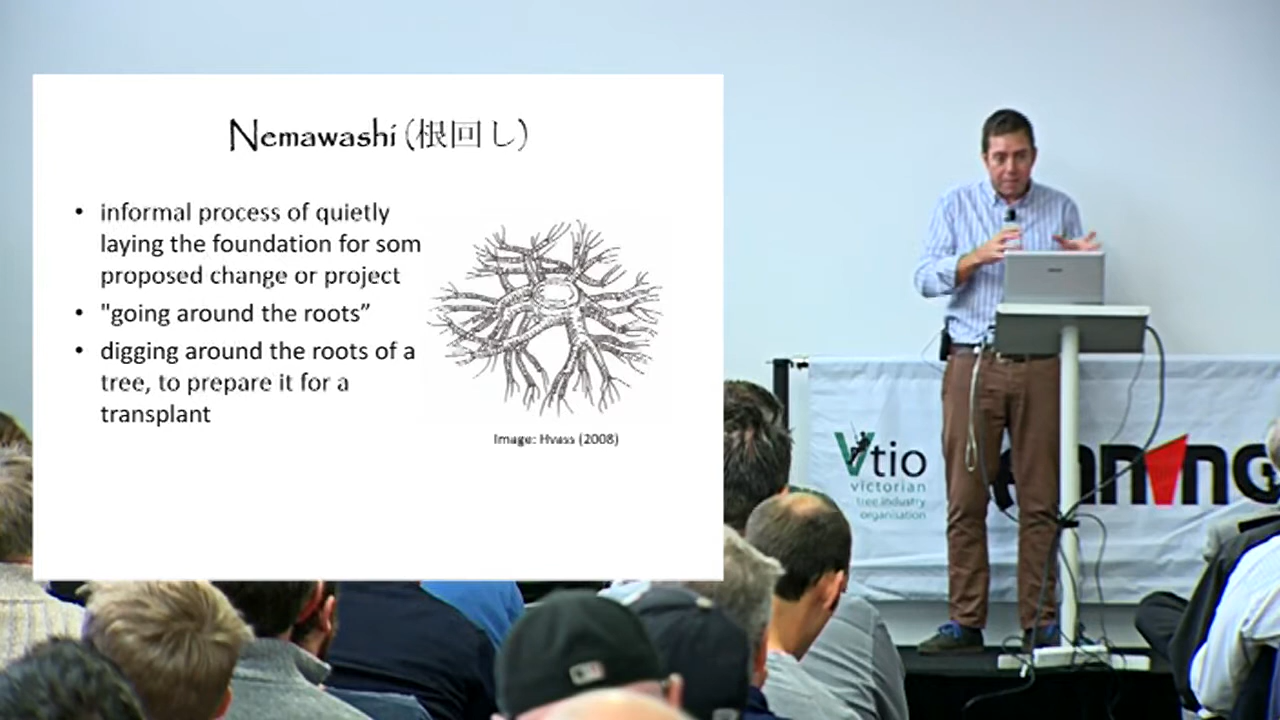 Nemawashi (根回し)
• informal process of quietly
laying the foundation for som
proposed change or project
• "going around the roots”
• digging around the roots of a
tree, to prepare it for a
transplant
Image: Hvass (2008)
Vtio
victorian
tree industry
organisation